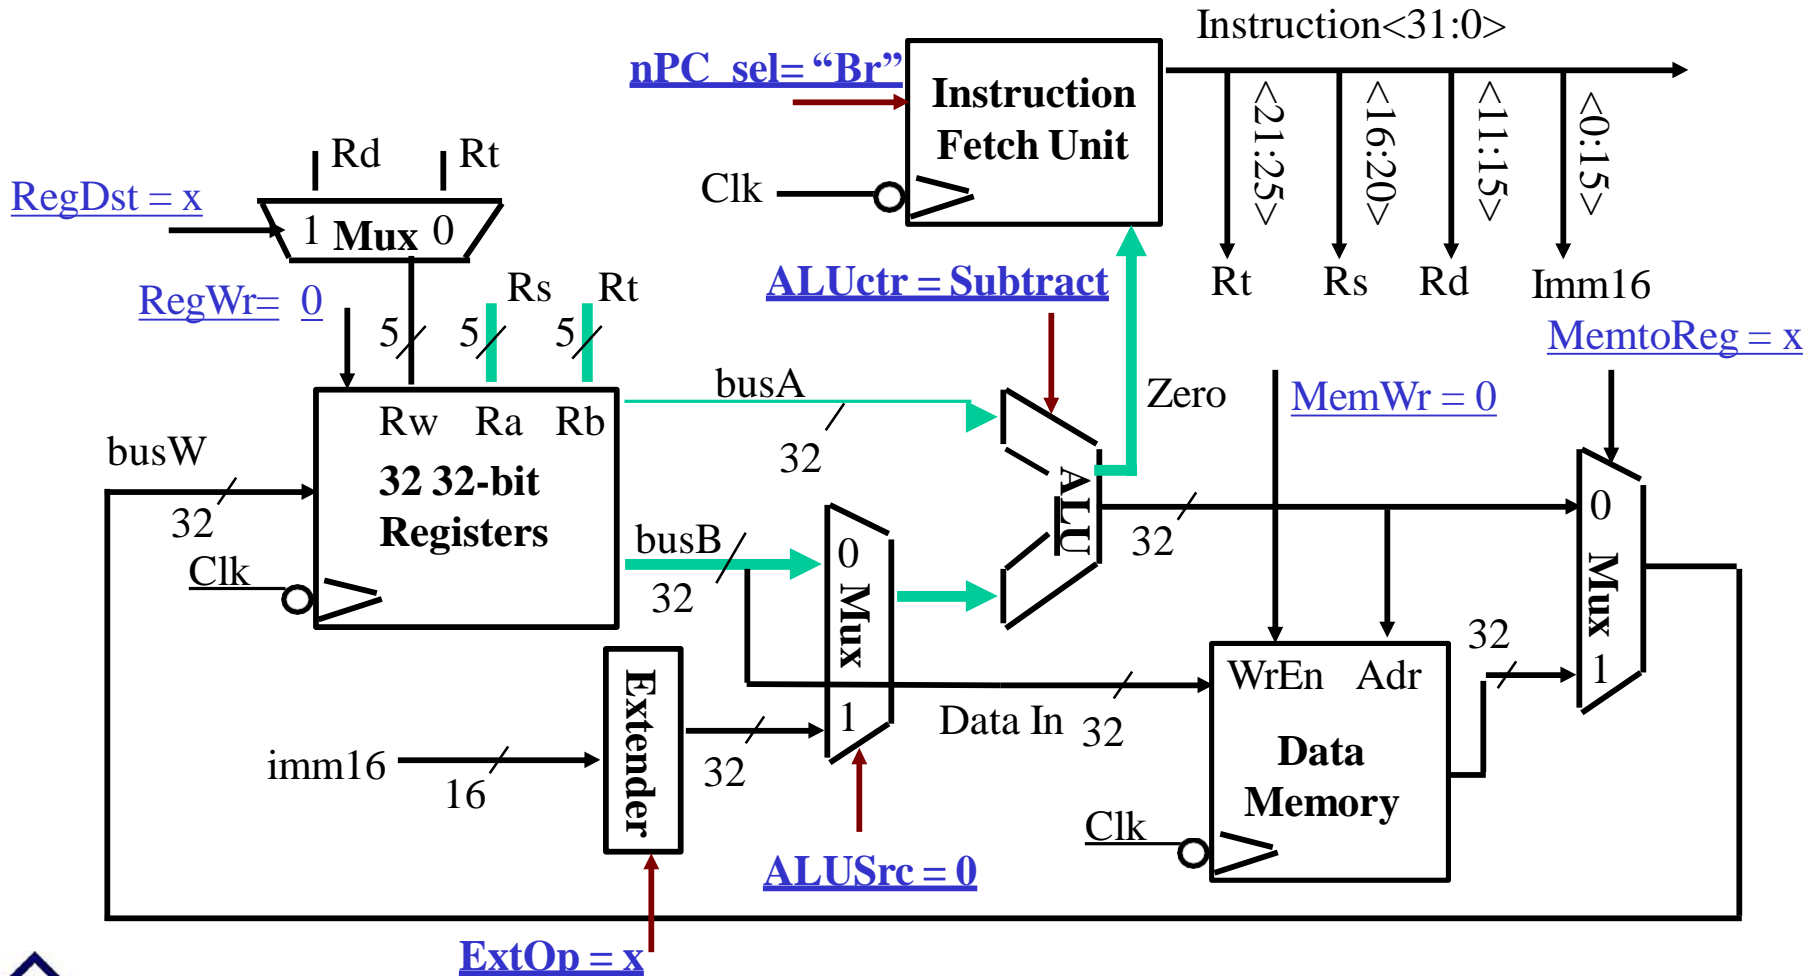 Instruction<31:0>
nPC_sel= “Br”
Instruction
Fetch Unit
<21:25>
<16:20>
<11:15>
<0:15>
Rd
Rt
RegDst = x
Clk
1 Mux 0
ALUctr = Subtract
Rt
Rs
Rd
Imm16
RegWr= 0
Rs
Rt
5
5
5
MemtoReg = x
busA
Zero
MemWr = 0
Rw Ra Rb
32
busW
32 32-bit
Registers
32
ALU
0
busB
0
32
Mux
Clk
32
Mux
32
WrEn Adr
1
Extender
1
Data In
32
imm16
16
32
Data
Memory
Clk
ALUSrc = 0
ExtOp = x